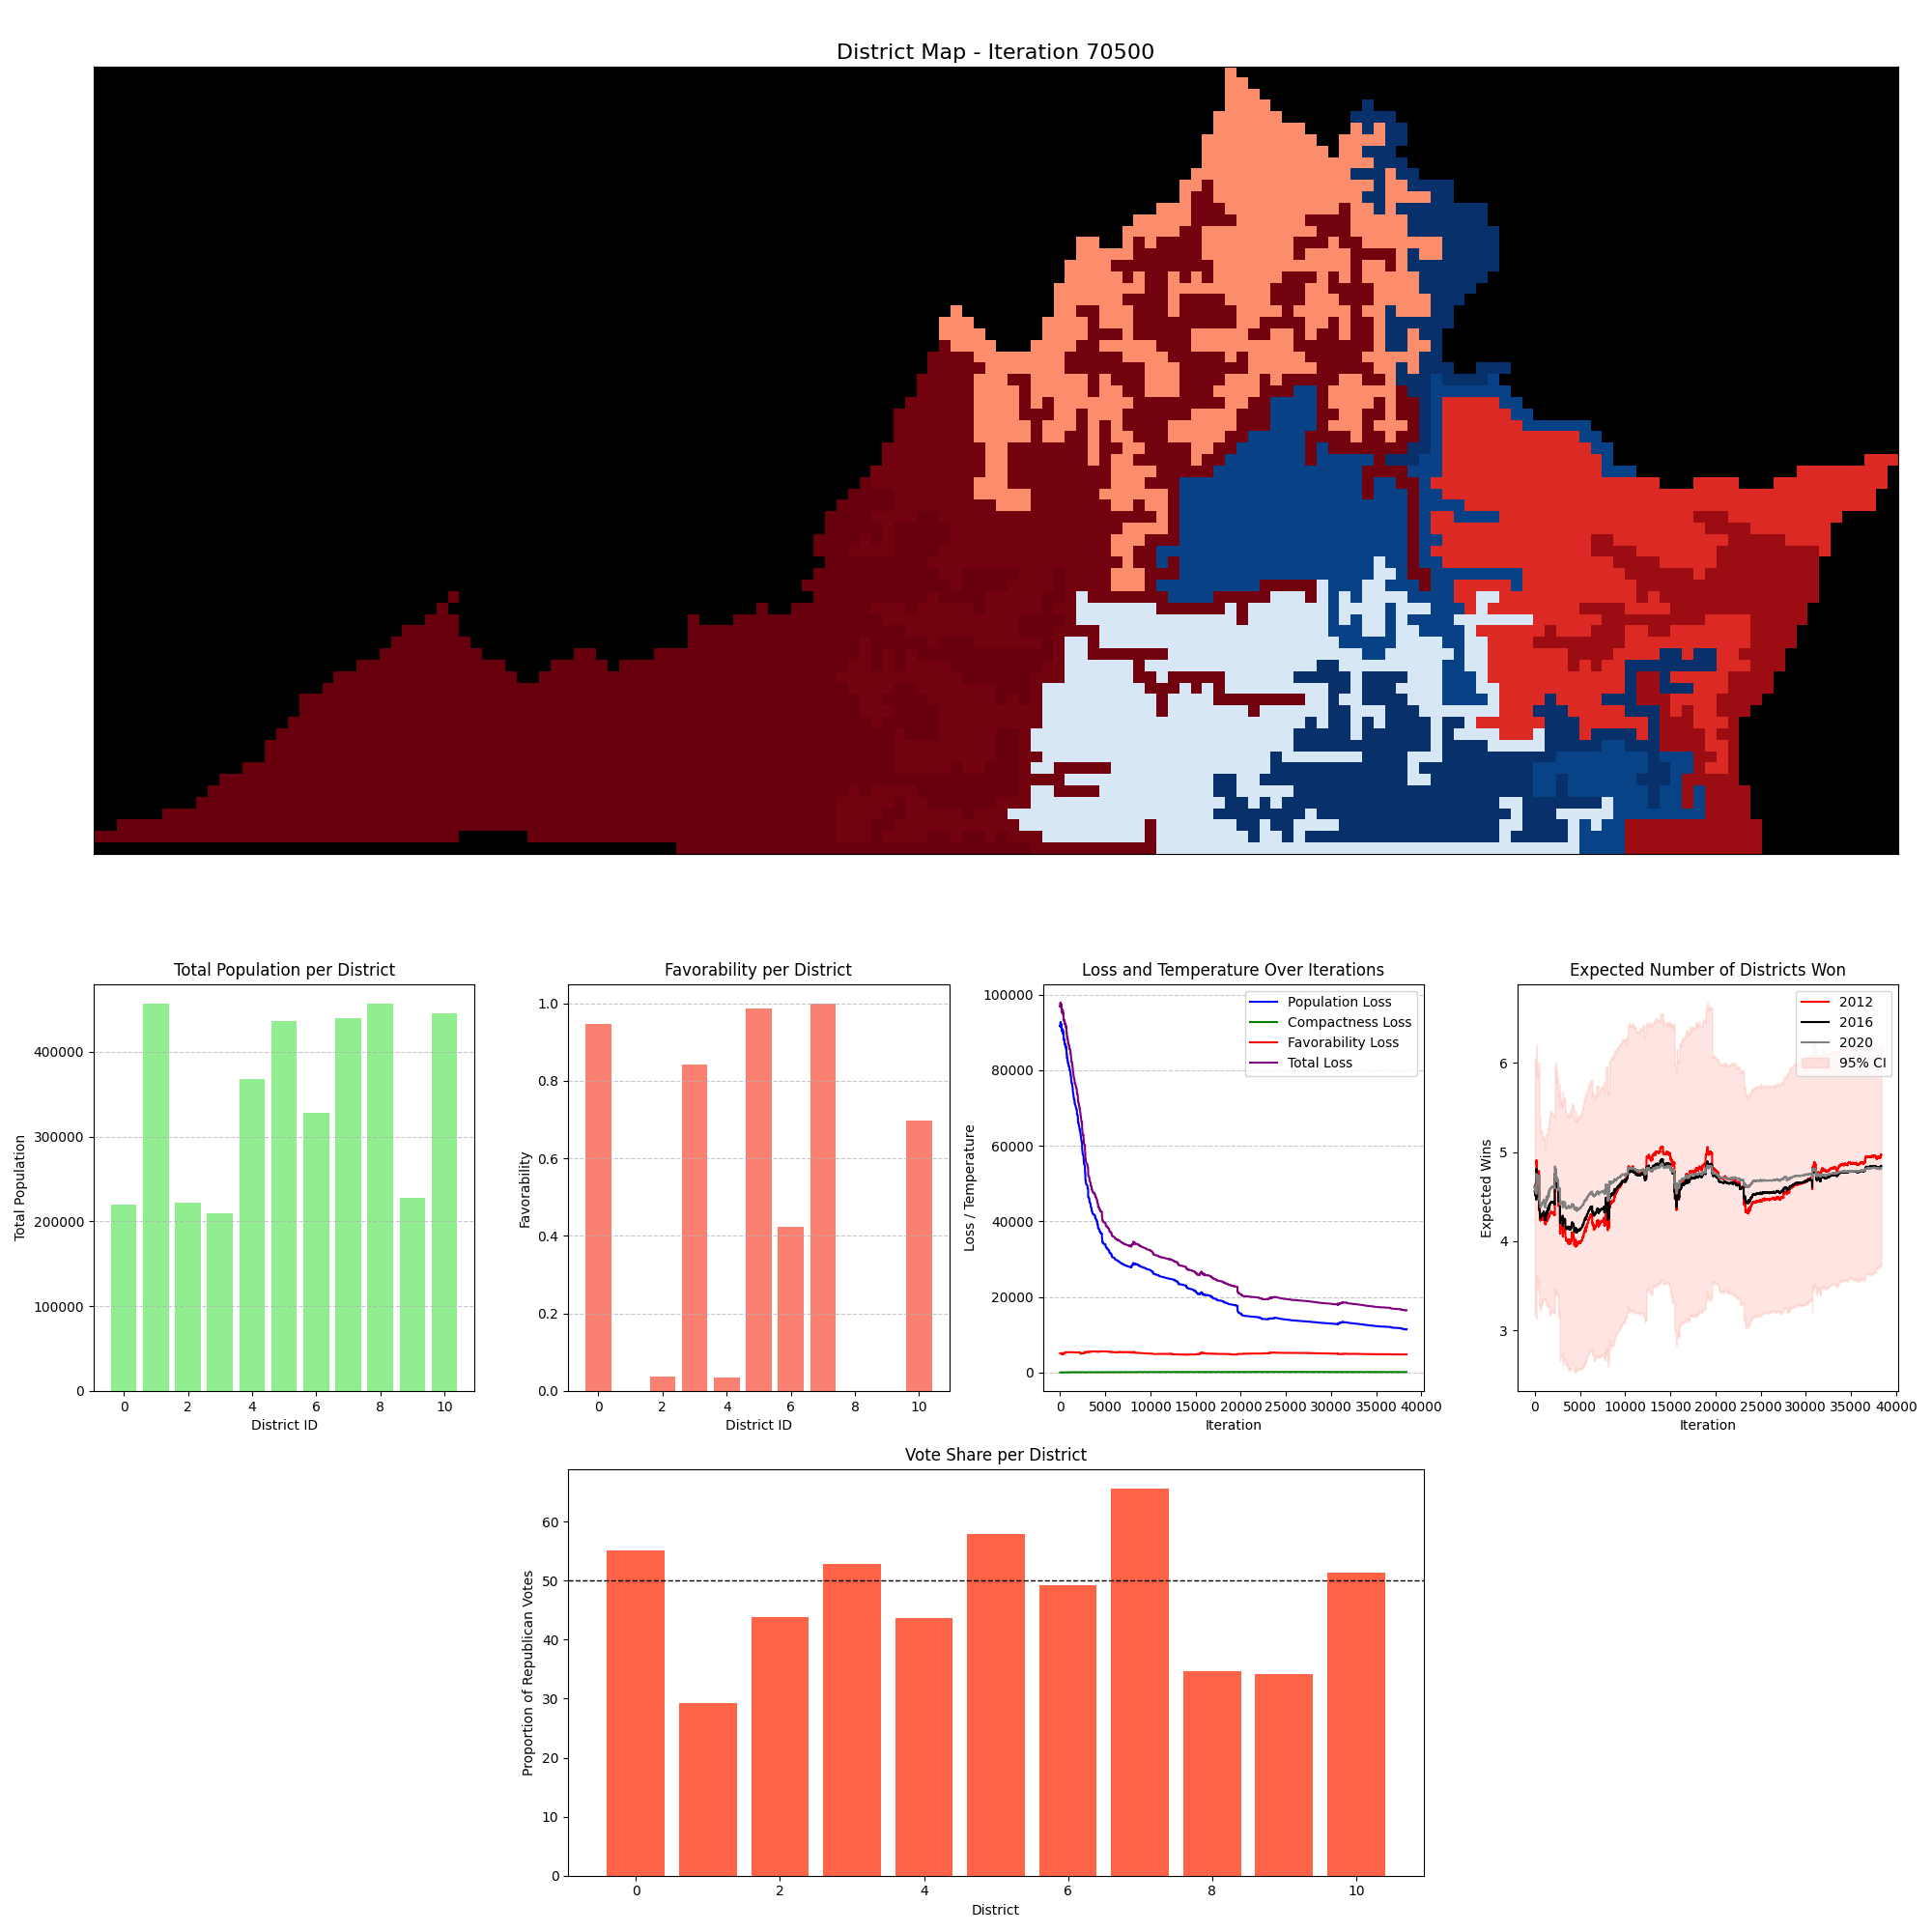 District Map - Iteration 70500
Total Population per District
Total Population
400000
300000
200000
100000
0
0 2 4 6 8 10
District ID
Favorability per District
Favorability
1.0
0.8
0.6
0.4
0.2
0.0
0 2 4 6 8 10
District ID
Loss and Temperature Over Iterations
Loss / Temperature
100000
80000
60000
40000
20000
0
Population Loss
Compactness Loss
Favorability Loss
Total Loss
0 5000 10000 15000 20000 25000 30000 35000 40000
Iteration
Expected Number of Districts Won
Expected Wins
6
5
4
3
2012
2016
2020
95% CI
0 5000 10000 15000 20000 25000 30000 35000 40000
Iteration
Vote Share per District
Proportion of Republican Votes
60
50
40
30
20
10
0
0 2 4 6 8 10
District